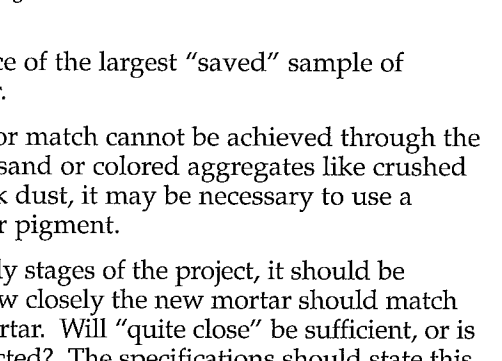 ce of the largest “saved” sample of
r.
or match cannot be achieved through the
sand or colored aggregates like crushed
k dust, it may be necessary to use a
r pigment.
ly stages of the project, it should be
w closely the new mortar should match
rtar. Will “quite close” be sufficient, or is
cted? The specifications should state this